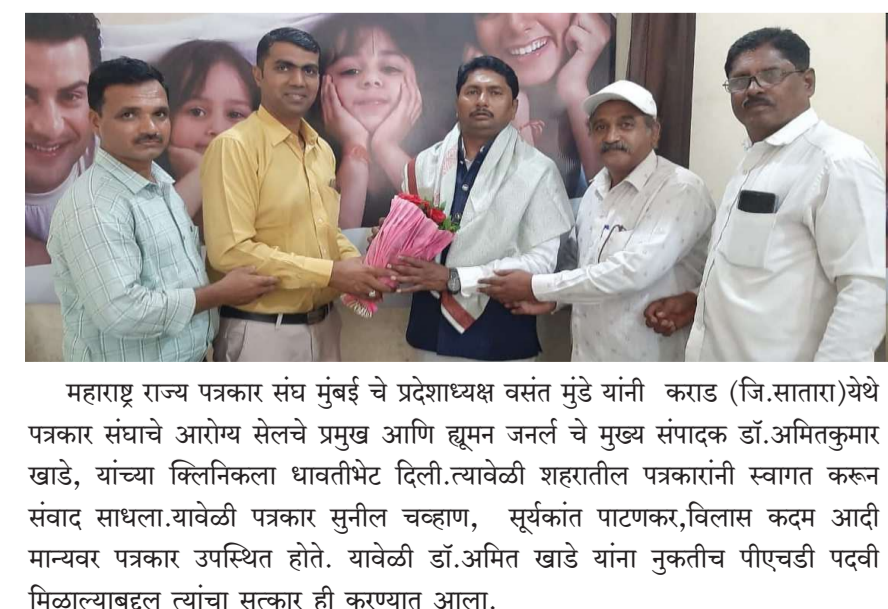 महाराष्ट्र राज्य पत्रकार संघ मुंबई चे प्रदेशाध्यक्ष वसंत मुंडे यांनी कराड (जि.सातारा)येथे
पत्रकार संघाचे आरोग्य सेलचे प्रमुख आणि ह्यूमन जनर्ल चे मुख्य संपादक डॉ.अमितकुमार
खाडे, यांच्या क्लिनिकला धावतीभेट दिली.त्यावेळी शहरातील पत्रकारांनी स्वागत करून
संवाद साधला.यावेळी पत्रकार सुनील चव्हाण, सूर्यकांत पाटणकर,विलास कदम आदी
मान्यवर पत्रकार उपस्थित होते. यावेळी डॉ.अमित खाडे यांना नुकतीच पीएचडी पदवी
मिळाल्याबद्दल त्यांचा सत्कार ही करण्यात आला.